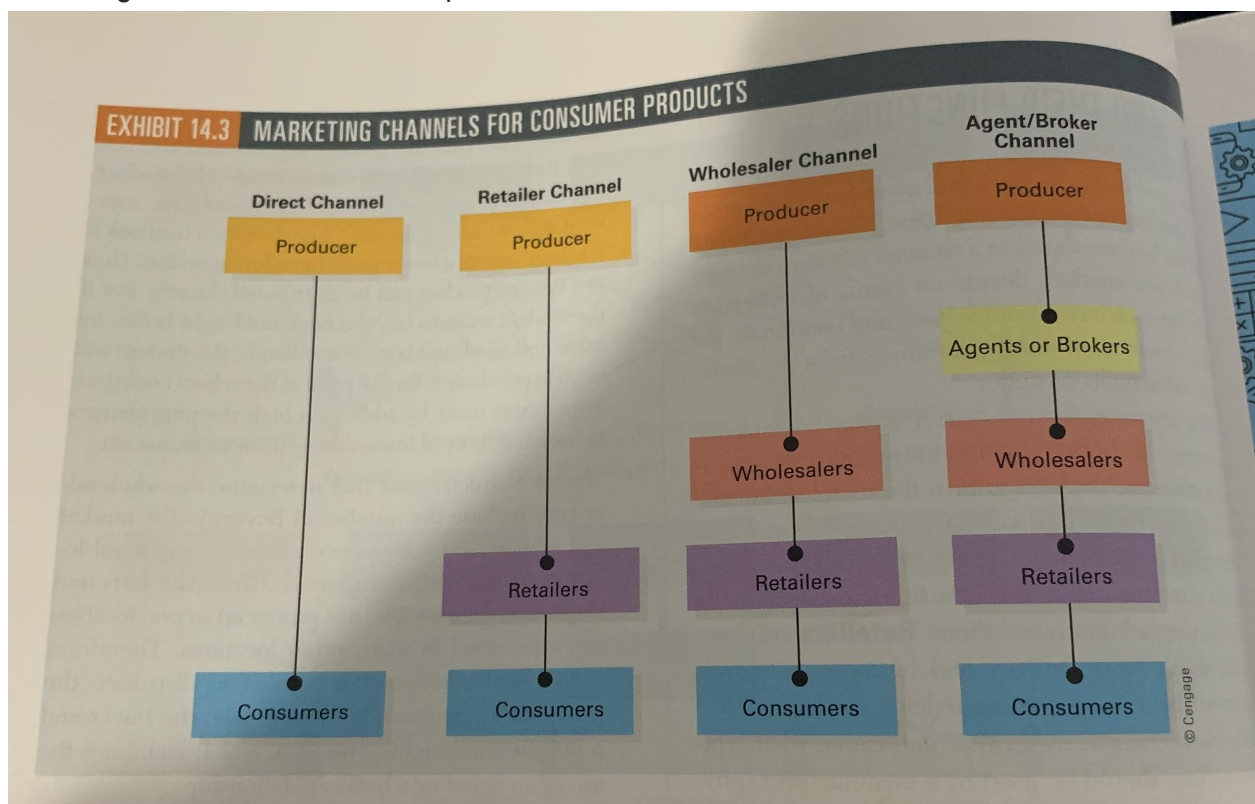 EXHIBIT 14.3 MARKETING CHANNELS FOR CONSUMER PRODUCTS
Direct Channel
Producer
Consumers
Retailer Channel
Producer
Retailers
Consumers
Wholesaler Channel
Producer
Wholesalers
Retailers
Consumers
Agent/Broker
Channel
Producer
Agents or Brokers
Wholesalers
Retailers
Consumers
© Cengage